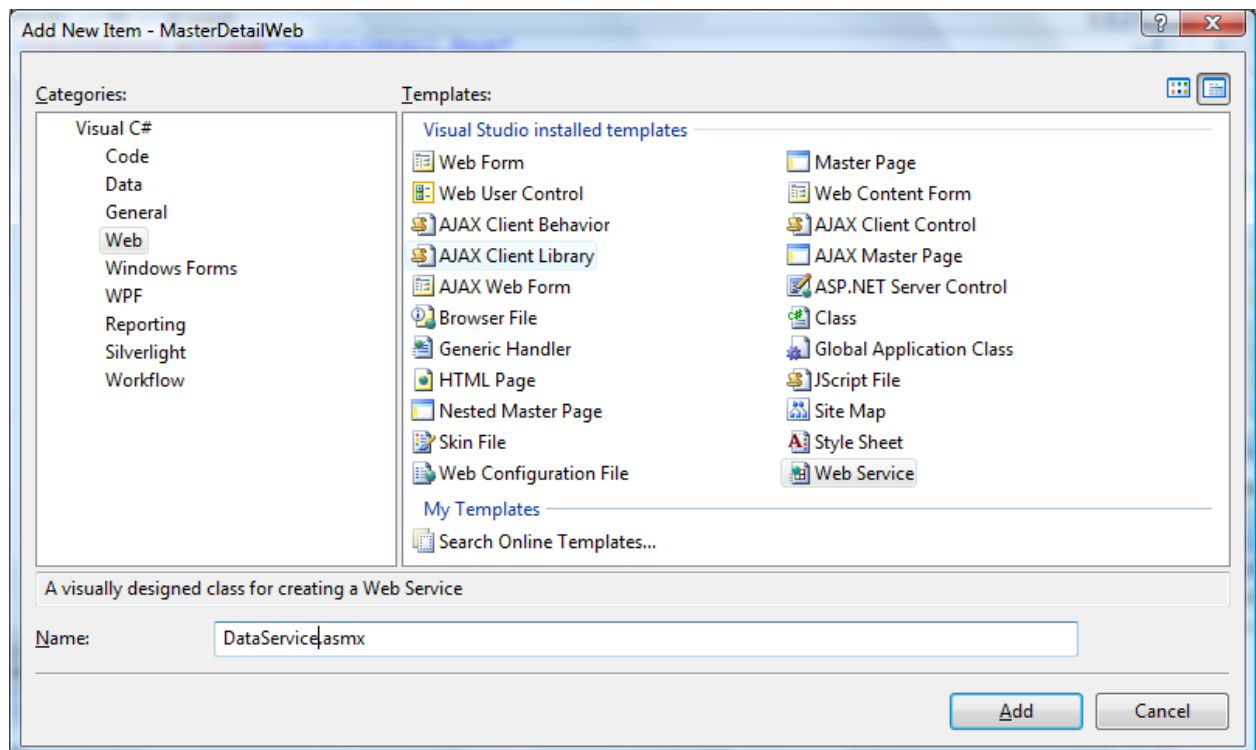 Add New Item - MasterDetailWeb
Categories:
Templates:
Visual C#
Code
Data
General
Web
Windows Forms
WPF
Reporting
Silverlight
Workflow
Visual Studio installed templates
Web Form
Master Page
Web User Control
Web Content Form
AJAX Client Behavior
AJAX Client Control
AJAX Client Library
AJAX Master Page
AJAX Web Form
ASP.NET Server Control
Browser File
Class
Generic Handler
Global Application Class
HTML Page
JScript File
Nested Master Page
Site Map
Skin File
Style Sheet
Web Configuration File
Web Service
My Templates
Search Online Templates...
A visually designed class for creating a Web Service
Name:
DataService.asmx
Add
Cancel